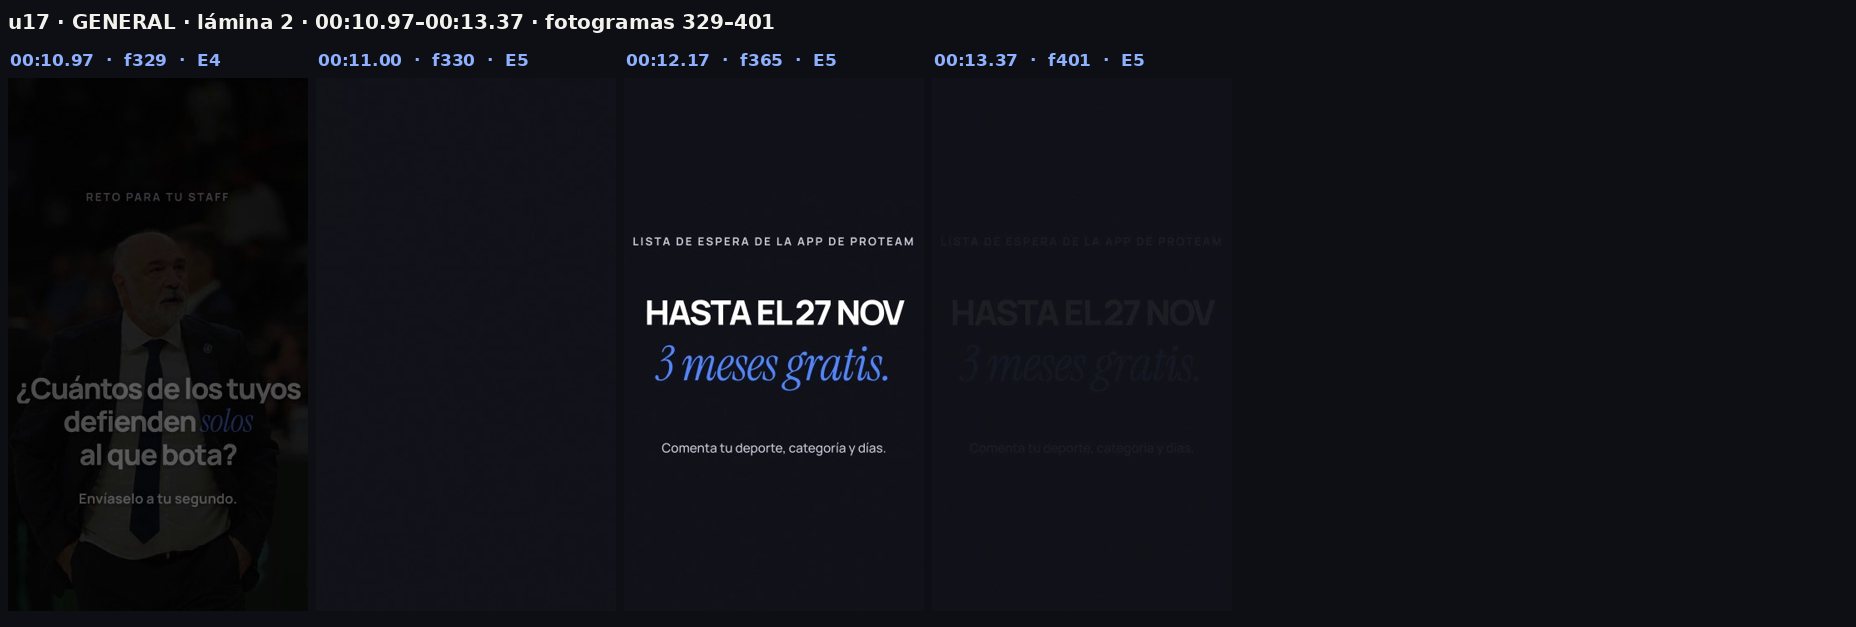 u17 · GENERAL · lámina 2 · 00:10.97–00:13.37 · fotogramas 329–401
00:10.97 · f329 · E4
00:11.00 · f330 · E5
00:12.17 · f365 · E5
00:13.37 · f401 · E5
RETO PARA TU STAFF
¿Cuántos de los tuyos
defienden solos
al que bota?
Envíaselo a tu segundo.
LISTA DE ESPERA DE LA APP DE PROTEAM
HASTA EL 27 NOV
3 meses gratis.
Comenta tu deporte, categoría y días.
LISTA DE ESPERA DE LA APP DE PROTEAM
HASTA EL 27 NOV
3 meses gratis.
Comenta tu deporte, categoría y días.